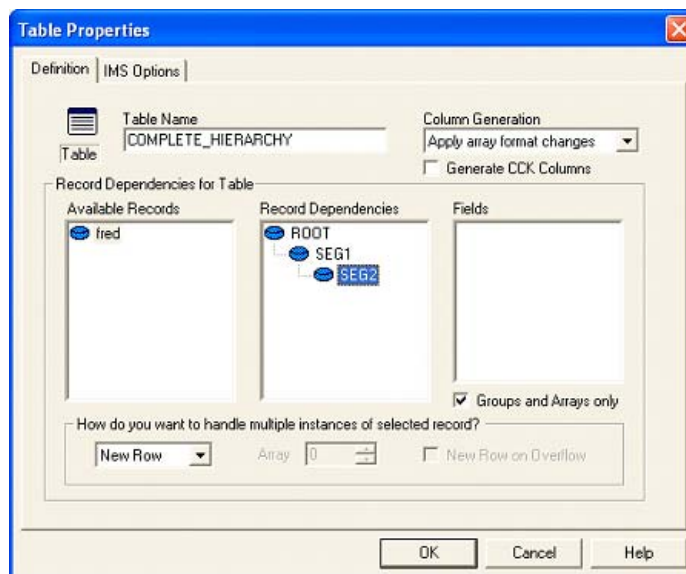 Table Properties
Definition IMS Options
Table Name Column Generation
Table COMPLETE_HIERARCHY Apply array format changes
Generate CCK Columns
Record Dependencies for Table
Available Records Record Dependencies Fields
fred ROOT
SEG1
SEG2
Groups and Arrays only
How do you want to handle multiple instances of selected record?
New Row Array 0 New Row on Overflow
OK Cancel Help